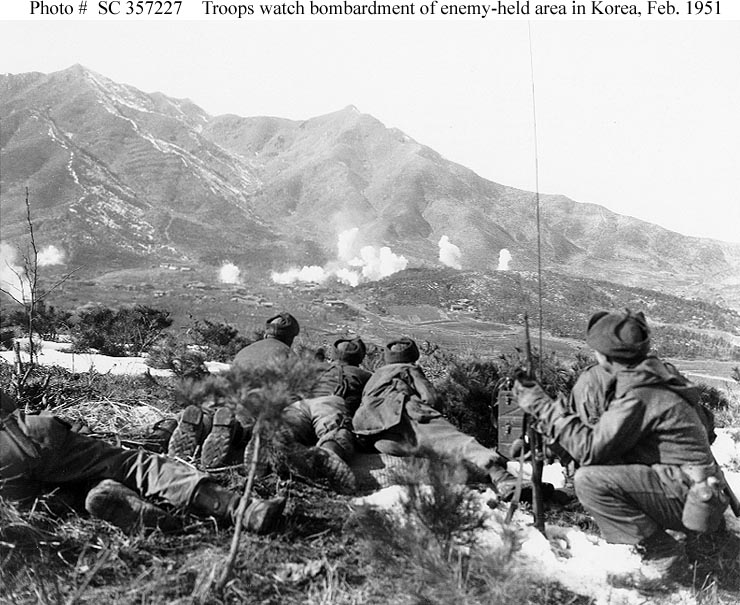 Photo #  SC 357227    Troops watch bombardment of enemy-held area in Korea, Feb. 1951